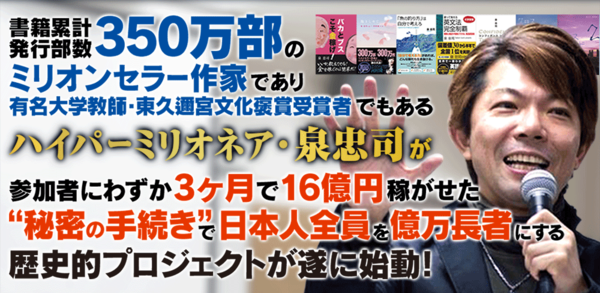 書籍累計
発行部数350万部の
ミリオンセラー作家であり
有名大学教師・東久邇宮文化褒賞受賞者でもある
ハイパーミリオネア・泉忠司が
参加者にわずか3ヶ月で16億円稼がせた
“秘密の手続き”で日本人全員を億万長者にする
歴史的プロジェクトが遂に始動!